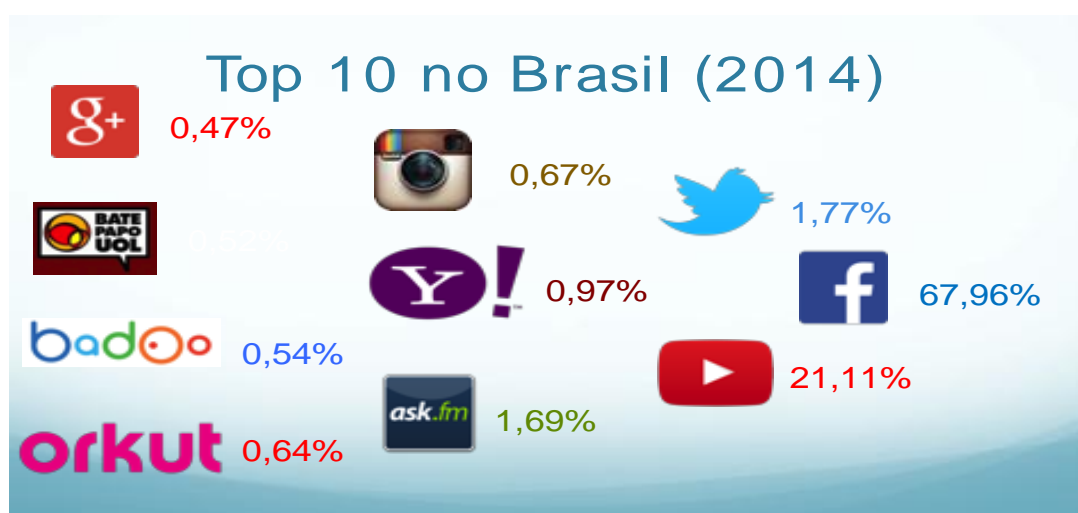 Top 10 no Brasil (2014)
g+ 0,47%
BATE
PAPO
UOL
0,52%
badoo 0,54%
orkut 0,64%
0,67%
Y! 0,97%
ask.fm 1,69%
1,77%
f 67,96%
21,11%